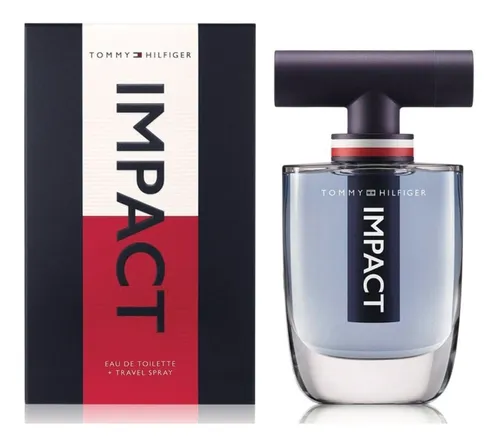 TOMMY HILFIGER
IMPACT
EAU DE TOILETTE
+ TRAVEL SPRAY
TOMMY HILFIGER
IMPACT